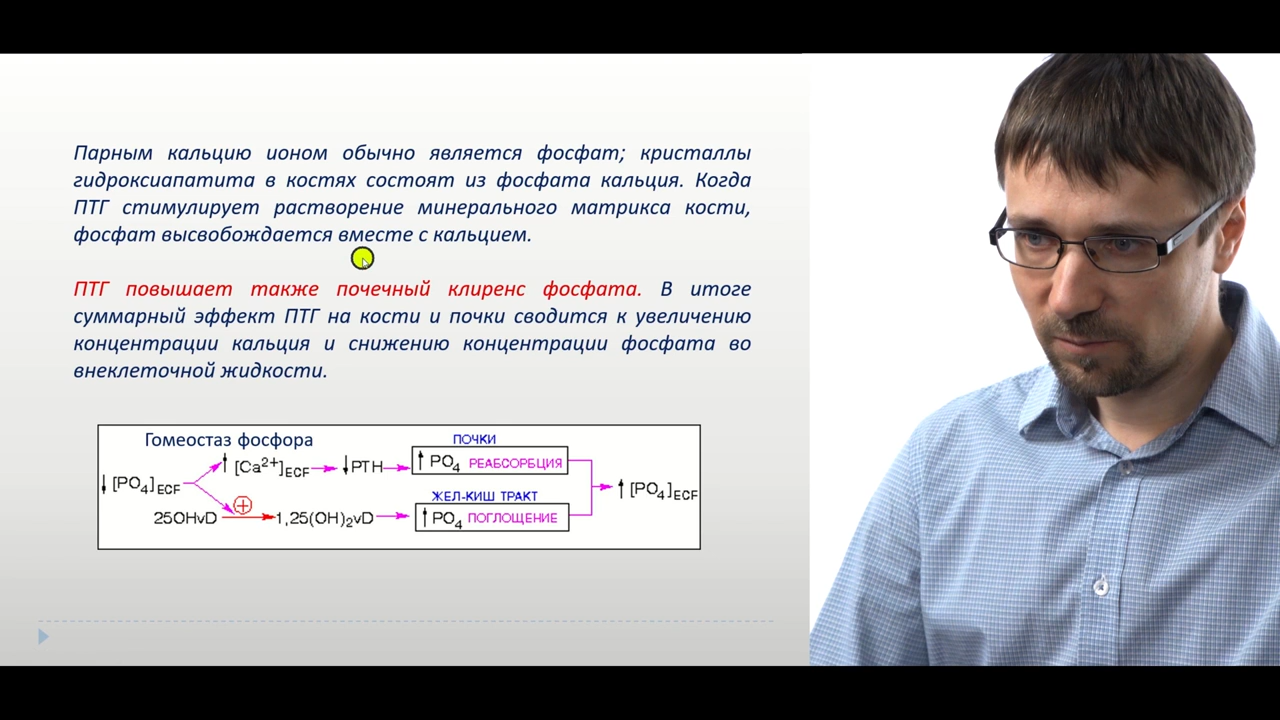 Парным кальцию ионом обычно является фосфат; кристаллы
гидроксиапатита в костях состоят из фосфата кальция. Когда
ПТГ стимулирует растворение минерального матрикса кости,
фосфат высвобождается вместе с кальцием.
ПТГ повышает также почечный клиренс фосфата. В итоге
суммарный эффект ПТГ на кости и почки сводится к увеличению
концентрации кальция и снижению концентрации фосфата во
внеклеточной жидкости.
Гомеостаз фосфора
ПОЧКИ
↑ [Ca²⁺]ECF → ↓PTH → ↑ PO₄ РЕАБСОРБЦИЯ
↓ [PO₄]ECF
↑ [PO₄]ECF
ЖЕЛ-КИШ ТРАКТ
25OHvD ⊕→ 1,25(OH)₂vD → ↑ PO₄ ПОГЛОЩЕНИЕ